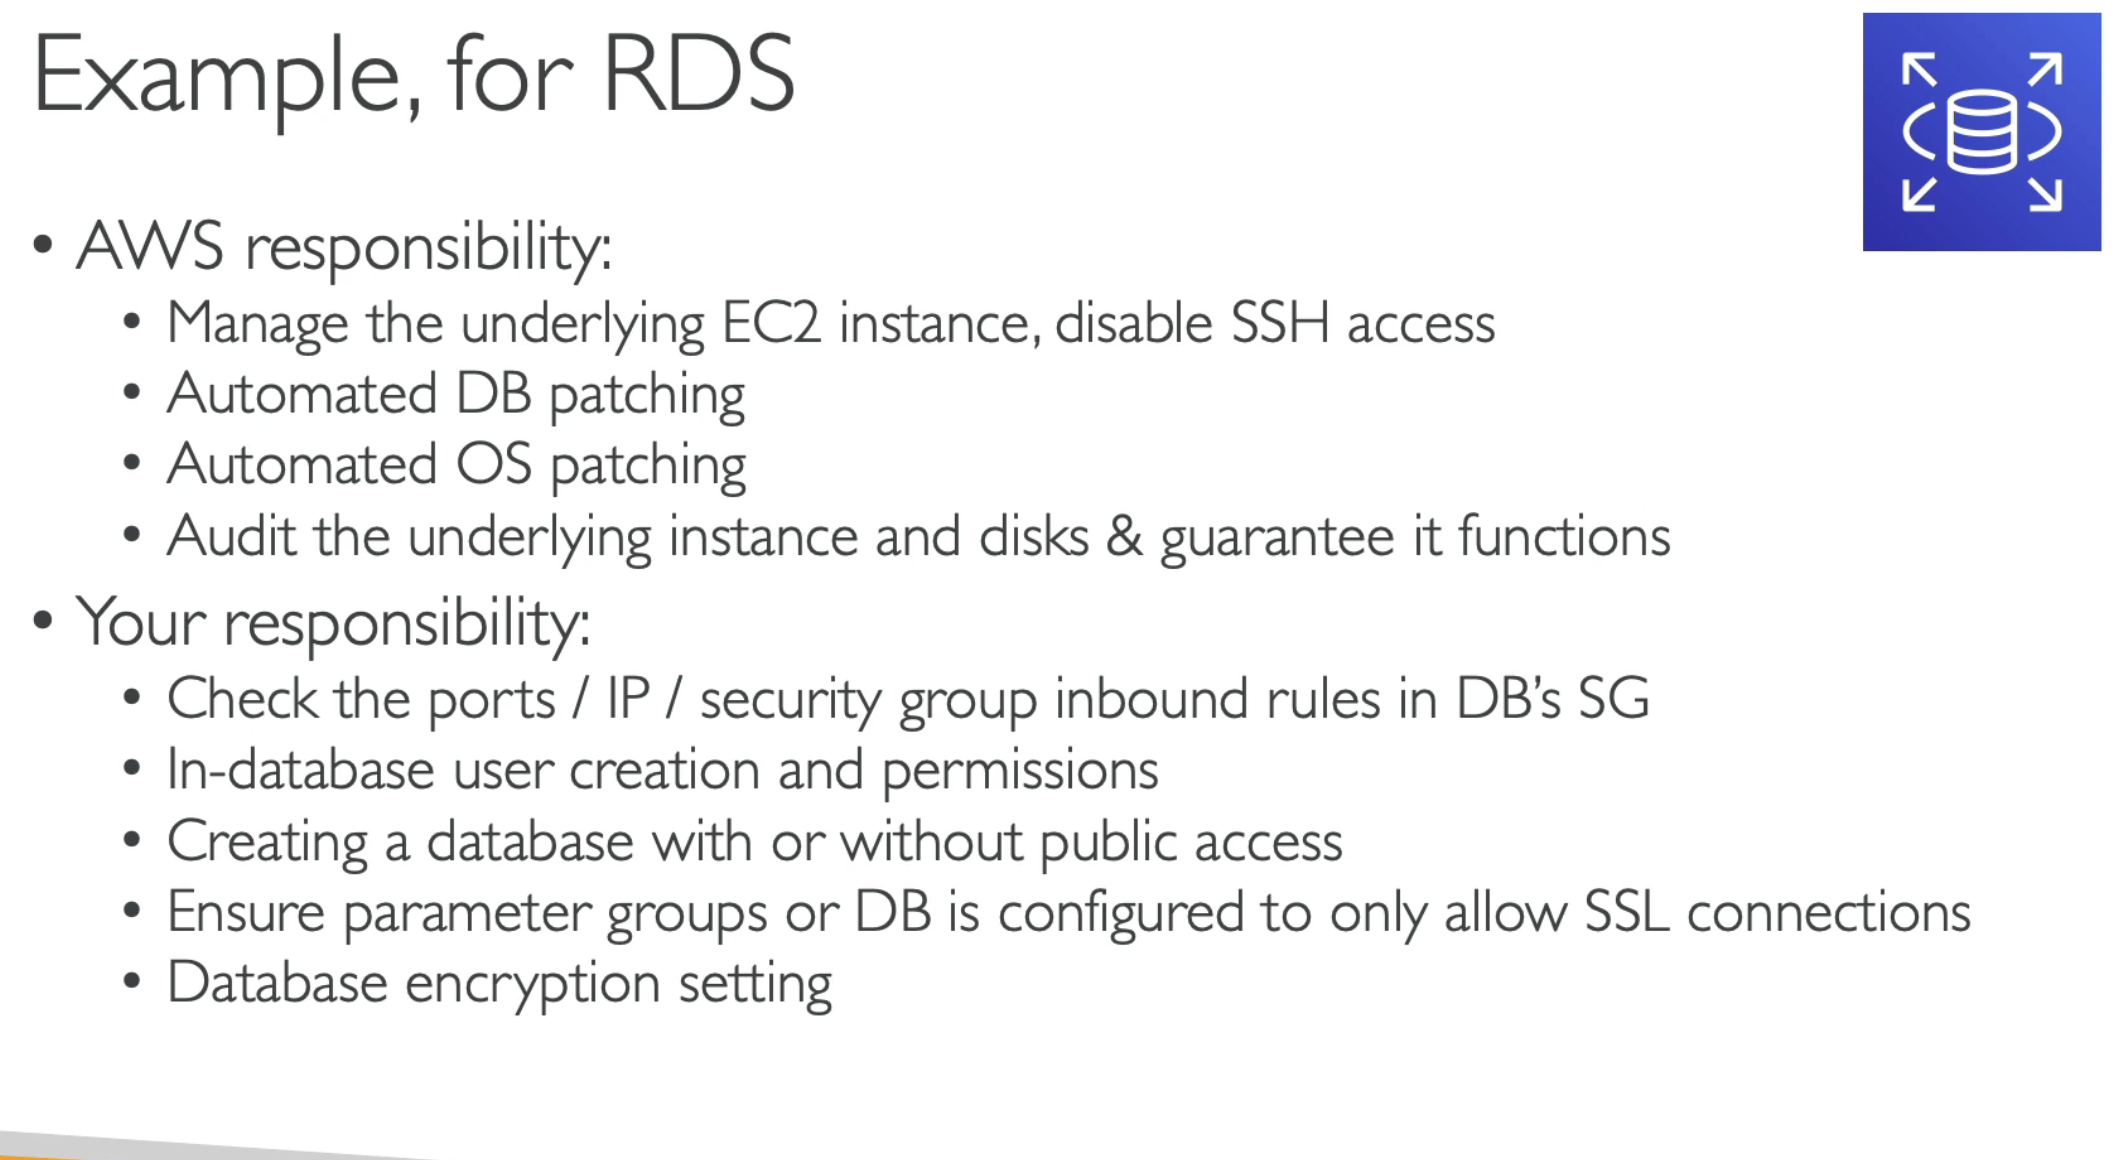 Example, for RDS
• AWS responsibility:
• Manage the underlying EC2 instance, disable SSH access
• Automated DB patching
• Automated OS patching
• Audit the underlying instance and disks & guarantee it functions
• Your responsibility:
• Check the ports / IP / security group inbound rules in DB’s SG
• In-database user creation and permissions
• Creating a database with or without public access
• Ensure parameter groups or DB is configured to only allow SSL connections
• Database encryption setting